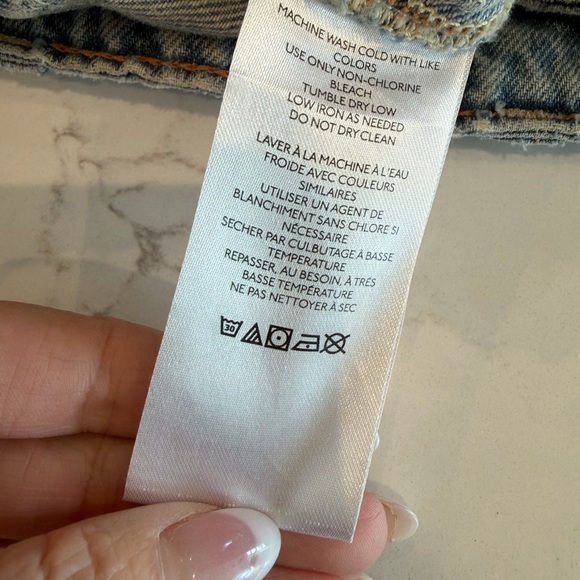 MACHINE WASH COLD WITH LIKE
COLORS
USE ONLY NON-CHLORINE
BLEACH
TUMBLE DRY LOW
LOW IRON AS NEEDED
DO NOT DRY CLEAN
LAVER À LA MACHINE À L'EAU
FROIDE AVEC COULEURS
SIMILAIRES
UTILISER UN AGENT DE
BLANCHIMENT SANS CHLORE SI
NÉCESSAIRE
SECHER PAR CULBUTAGE À BASSE
TEMPERATURE
REPASSER, AU BESOIN, À TRÉS
BASSE TEMPÉRATURE
NE PAS NETTOYER À SEC
30